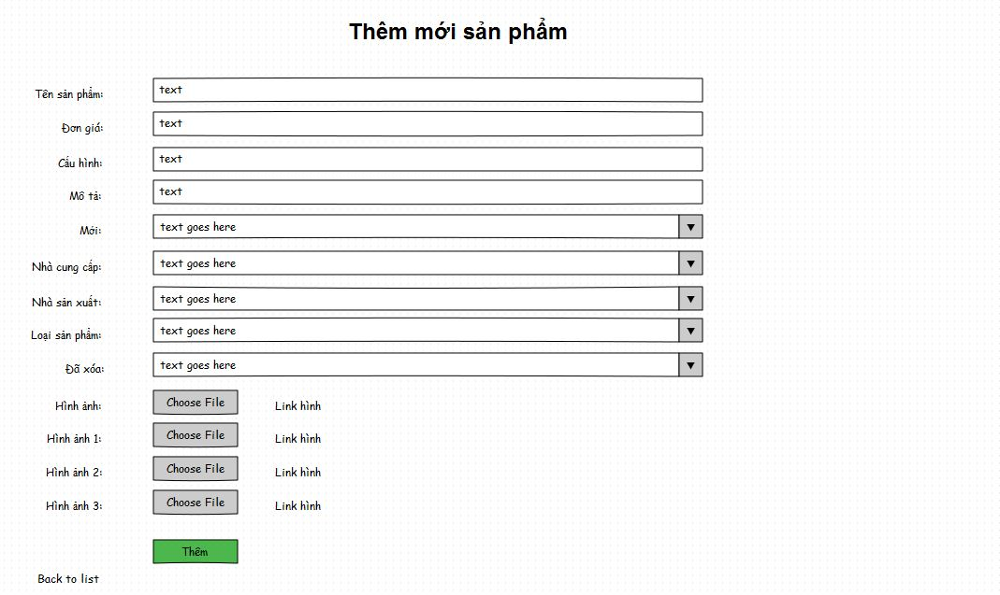 Thêm mới sản phẩm
Tên sản phẩm: text
Đơn giá: text
Cấu hình: text
Mô tả: text
Mới: text goes here
Nhà cung cấp: text goes here
Nhà sản xuất: text goes here
Loại sản phẩm: text goes here
Đã xóa: text goes here
Hình ảnh: Choose File Link hình
Hình ảnh 1: Choose File Link hình
Hình ảnh 2: Choose File Link hình
Hình ảnh 3: Choose File Link hình
Thêm
Back to list